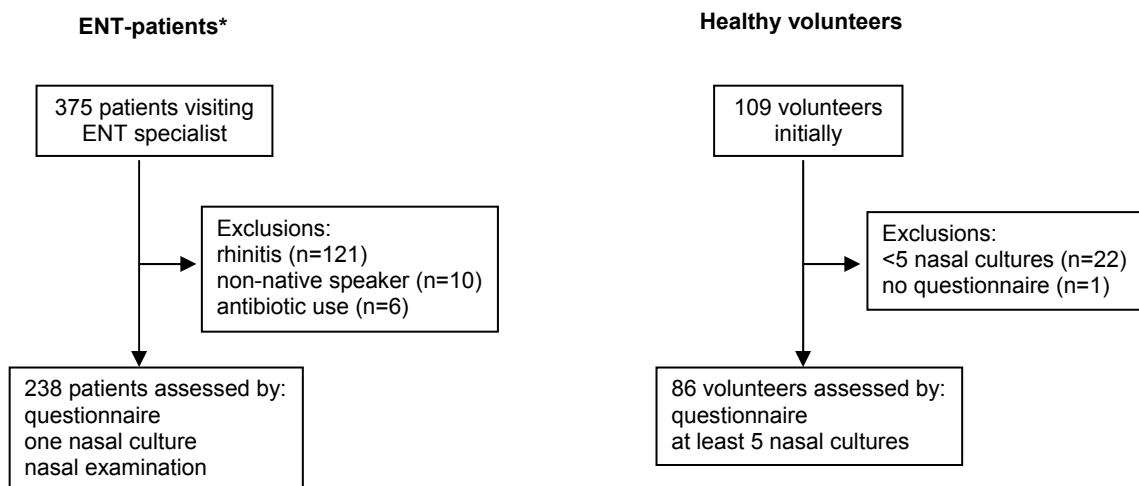 ENT-patients*
375 patients visiting
ENT specialist
Exclusions:
rhinitis (n=121)
non-native speaker (n=10)
antibiotic use (n=6)
238 patients assessed by:
questionnaire
one nasal culture
nasal examination
Healthy volunteers
109 volunteers
initially
Exclusions:
<5 nasal cultures (n=22)
no questionnaire (n=1)
86 volunteers assessed by:
questionnaire
at least 5 nasal cultures